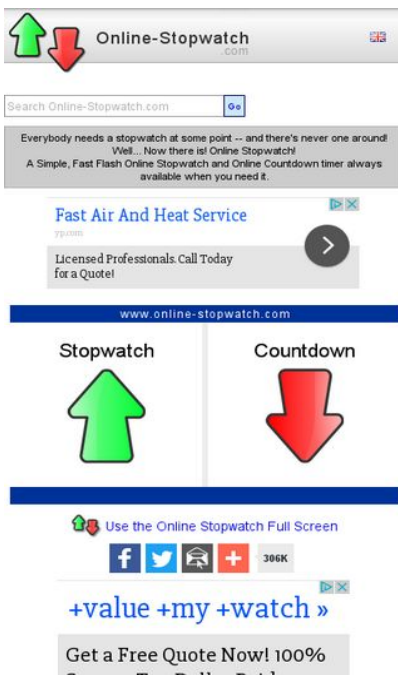 Online-Stopwatch
.com
Search Online-Stopwatch.com
Go
Everybody needs a stopwatch at some point -- and there's never one around!
Well... Now there is! Online Stopwatch!
A Simple, Fast Flash Online Stopwatch and Online Countdown timer always
available when you need it.
Fast Air And Heat Service
yp.com
Licensed Professionals. Call Today
for a Quote!
www.online-stopwatch.com
Stopwatch
Countdown
Use the Online Stopwatch Full Screen
306K
+value +my +watch »
Get a Free Quote Now! 100%